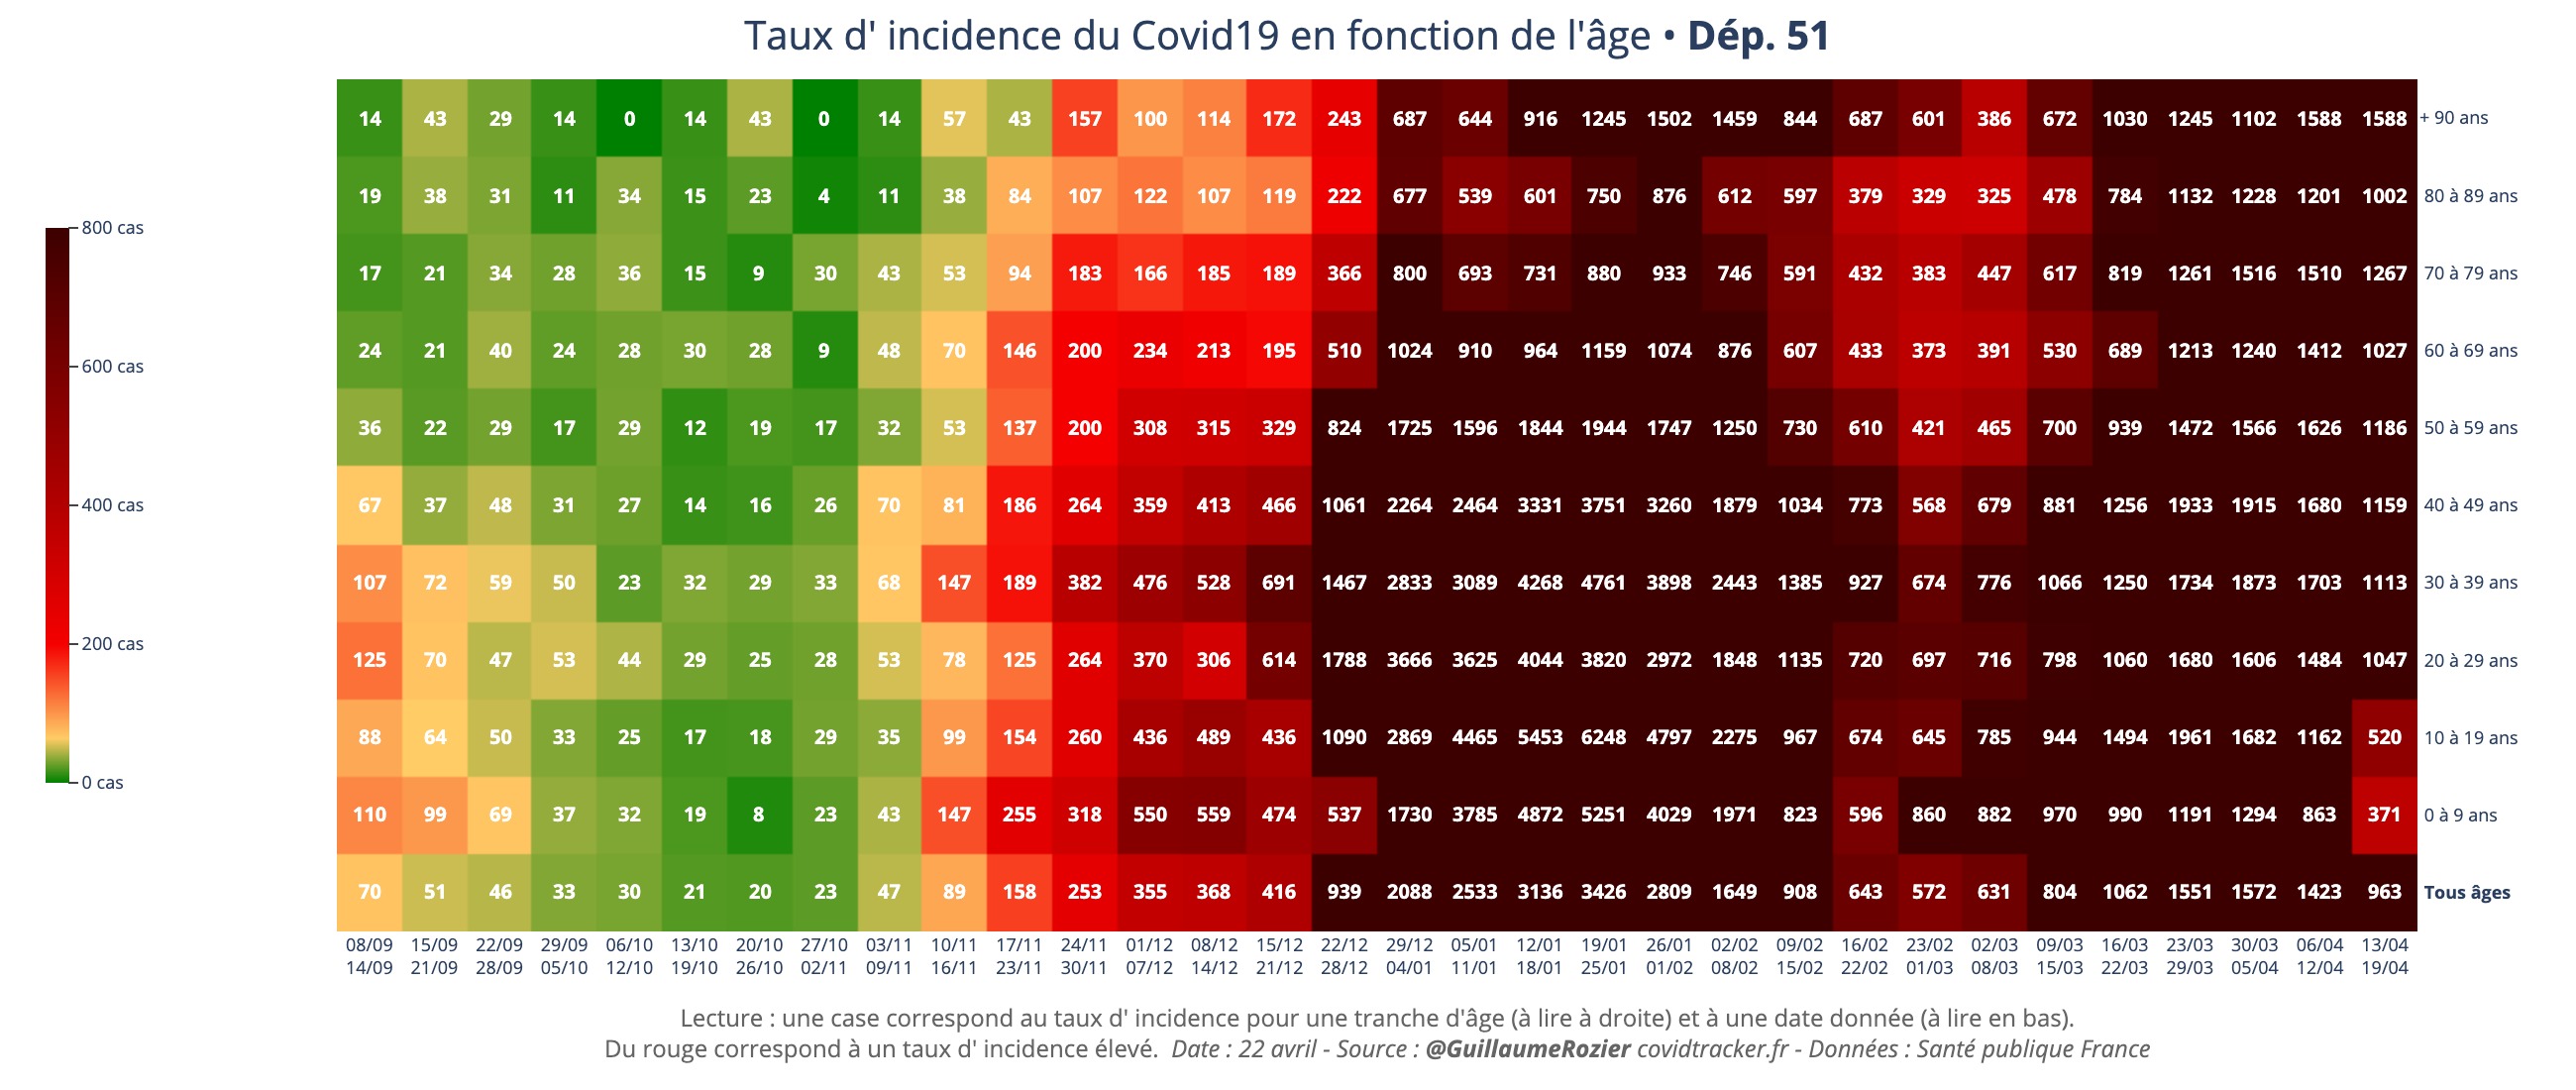 Taux d' incidence du Covid19 en fonction de l'âge • Dép. 51
800 cas
600 cas
400 cas
200 cas
0 cas
14 43 29 14 0 14 43 0 14 57 43 157 100 114 172 243 687 644 916 1245 1502 1459 844 687 601 386 672 1030 1245 1102 1588 1588 + 90 ans
19 38 31 11 34 15 23 4 11 38 84 107 122 107 119 222 677 539 601 750 876 612 597 379 329 325 478 784 1132 1228 1201 1002 80 à 89 ans
17 21 34 28 36 15 9 30 43 53 94 183 166 185 189 366 800 693 731 880 933 746 591 432 383 447 617 819 1261 1516 1510 1267 70 à 79 ans
24 21 40 24 28 30 28 9 48 70 146 200 234 213 195 510 1024 910 964 1159 1074 876 607 433 373 391 530 689 1213 1240 1412 1027 60 à 69 ans
36 22 29 17 29 12 19 17 32 53 137 200 308 315 329 824 1725 1596 1844 1944 1747 1250 730 610 421 465 700 939 1472 1566 1626 1186 50 à 59 ans
67 37 48 31 27 14 16 26 70 81 186 264 359 413 466 1061 2264 2464 3331 3751 3260 1879 1034 773 568 679 881 1256 1933 1915 1680 1159 40 à 49 ans
107 72 59 50 23 32 29 33 68 147 189 382 476 528 691 1467 2833 3089 4268 4761 3898 2443 1385 927 674 776 1066 1250 1734 1873 1703 1113 30 à 39 ans
125 70 47 53 44 29 25 28 53 78 125 264 370 306 614 1788 3666 3625 4044 3820 2972 1848 1135 720 697 716 798 1060 1680 1606 1484 1047 20 à 29 ans
88 64 50 33 25 17 18 29 35 99 154 260 436 489 436 1090 2869 4465 5453 6248 4797 2275 967 674 645 785 944 1494 1961 1682 1162 520 10 à 19 ans
110 99 69 37 32 19 8 23 43 147 255 318 550 559 474 537 1730 3785 4872 5251 4029 1971 823 596 860 882 970 990 1191 1294 863 371 0 à 9 ans
70 51 46 33 30 21 20 23 47 89 158 253 355 368 416 939 2088 2533 3136 3426 2809 1649 908 643 572 631 804 1062 1551 1572 1423 963 Tous âges
08/09 15/09 22/09 29/09 06/10 13/10 20/10 27/10 03/11 10/11 17/11 24/11 01/12 08/12 15/12 22/12 29/12 05/01 12/01 19/01 26/01 02/02 09/02 16/02 23/02 02/03 09/03 16/03 23/03 30/03 06/04 13/04
14/09 21/09 28/09 05/10 12/10 19/10 26/10 02/11 09/11 16/11 23/11 30/11 07/12 14/12 21/12 28/12 04/01 11/01 18/01 25/01 01/02 08/02 15/02 22/02 01/03 08/03 15/03 22/03 29/03 05/04 12/04 19/04
Lecture : une case correspond au taux d' incidence pour une tranche d'âge (à lire à droite) et à une date donnée (à lire en bas).
Du rouge correspond à un taux d' incidence élevé. Date : 22 avril - Source : @GuillaumeRozier covidtracker.fr - Données : Santé publique France